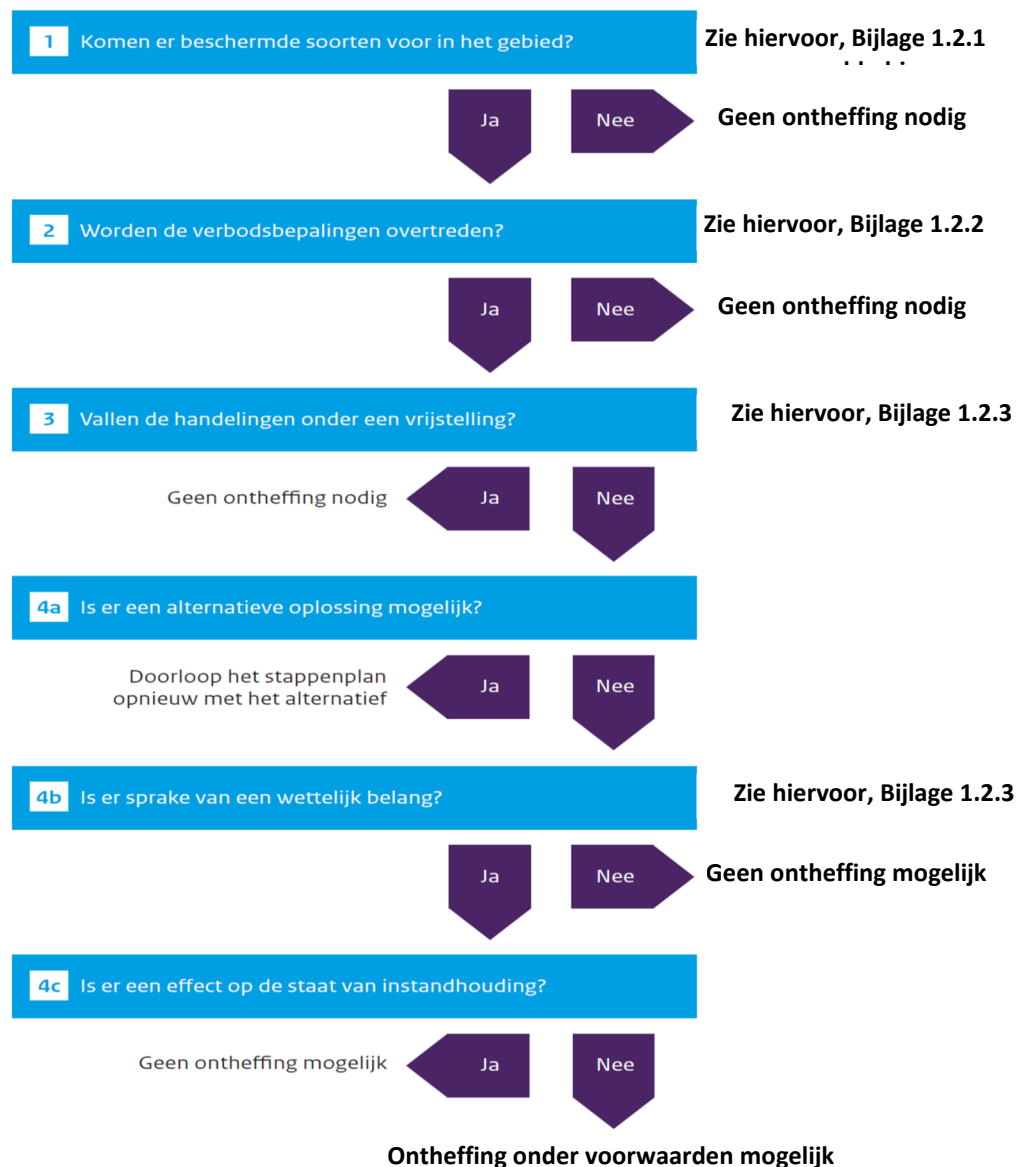 1 Komen er beschermde soorten voor in het gebied? Zie hiervoor, Bijlage 1.2.1
Ja Nee Geen ontheffing nodig
2 Worden de verbodsbepalingen overtreden? Zie hiervoor, Bijlage 1.2.2
Ja Nee Geen ontheffing nodig
3 Vallen de handelingen onder een vrijstelling? Zie hiervoor, Bijlage 1.2.3
Geen ontheffing nodig Ja Nee
4a Is er een alternatieve oplossing mogelijk?
Doorloop het stappenplan
opnieuw met het alternatief Ja Nee
4b Is er sprake van een wettelijk belang? Zie hiervoor, Bijlage 1.2.3
Ja Nee Geen ontheffing mogelijk
4c Is er een effect op de staat van instandhouding?
Geen ontheffing mogelijk Ja Nee
Ontheffing onder voorwaarden mogelijk